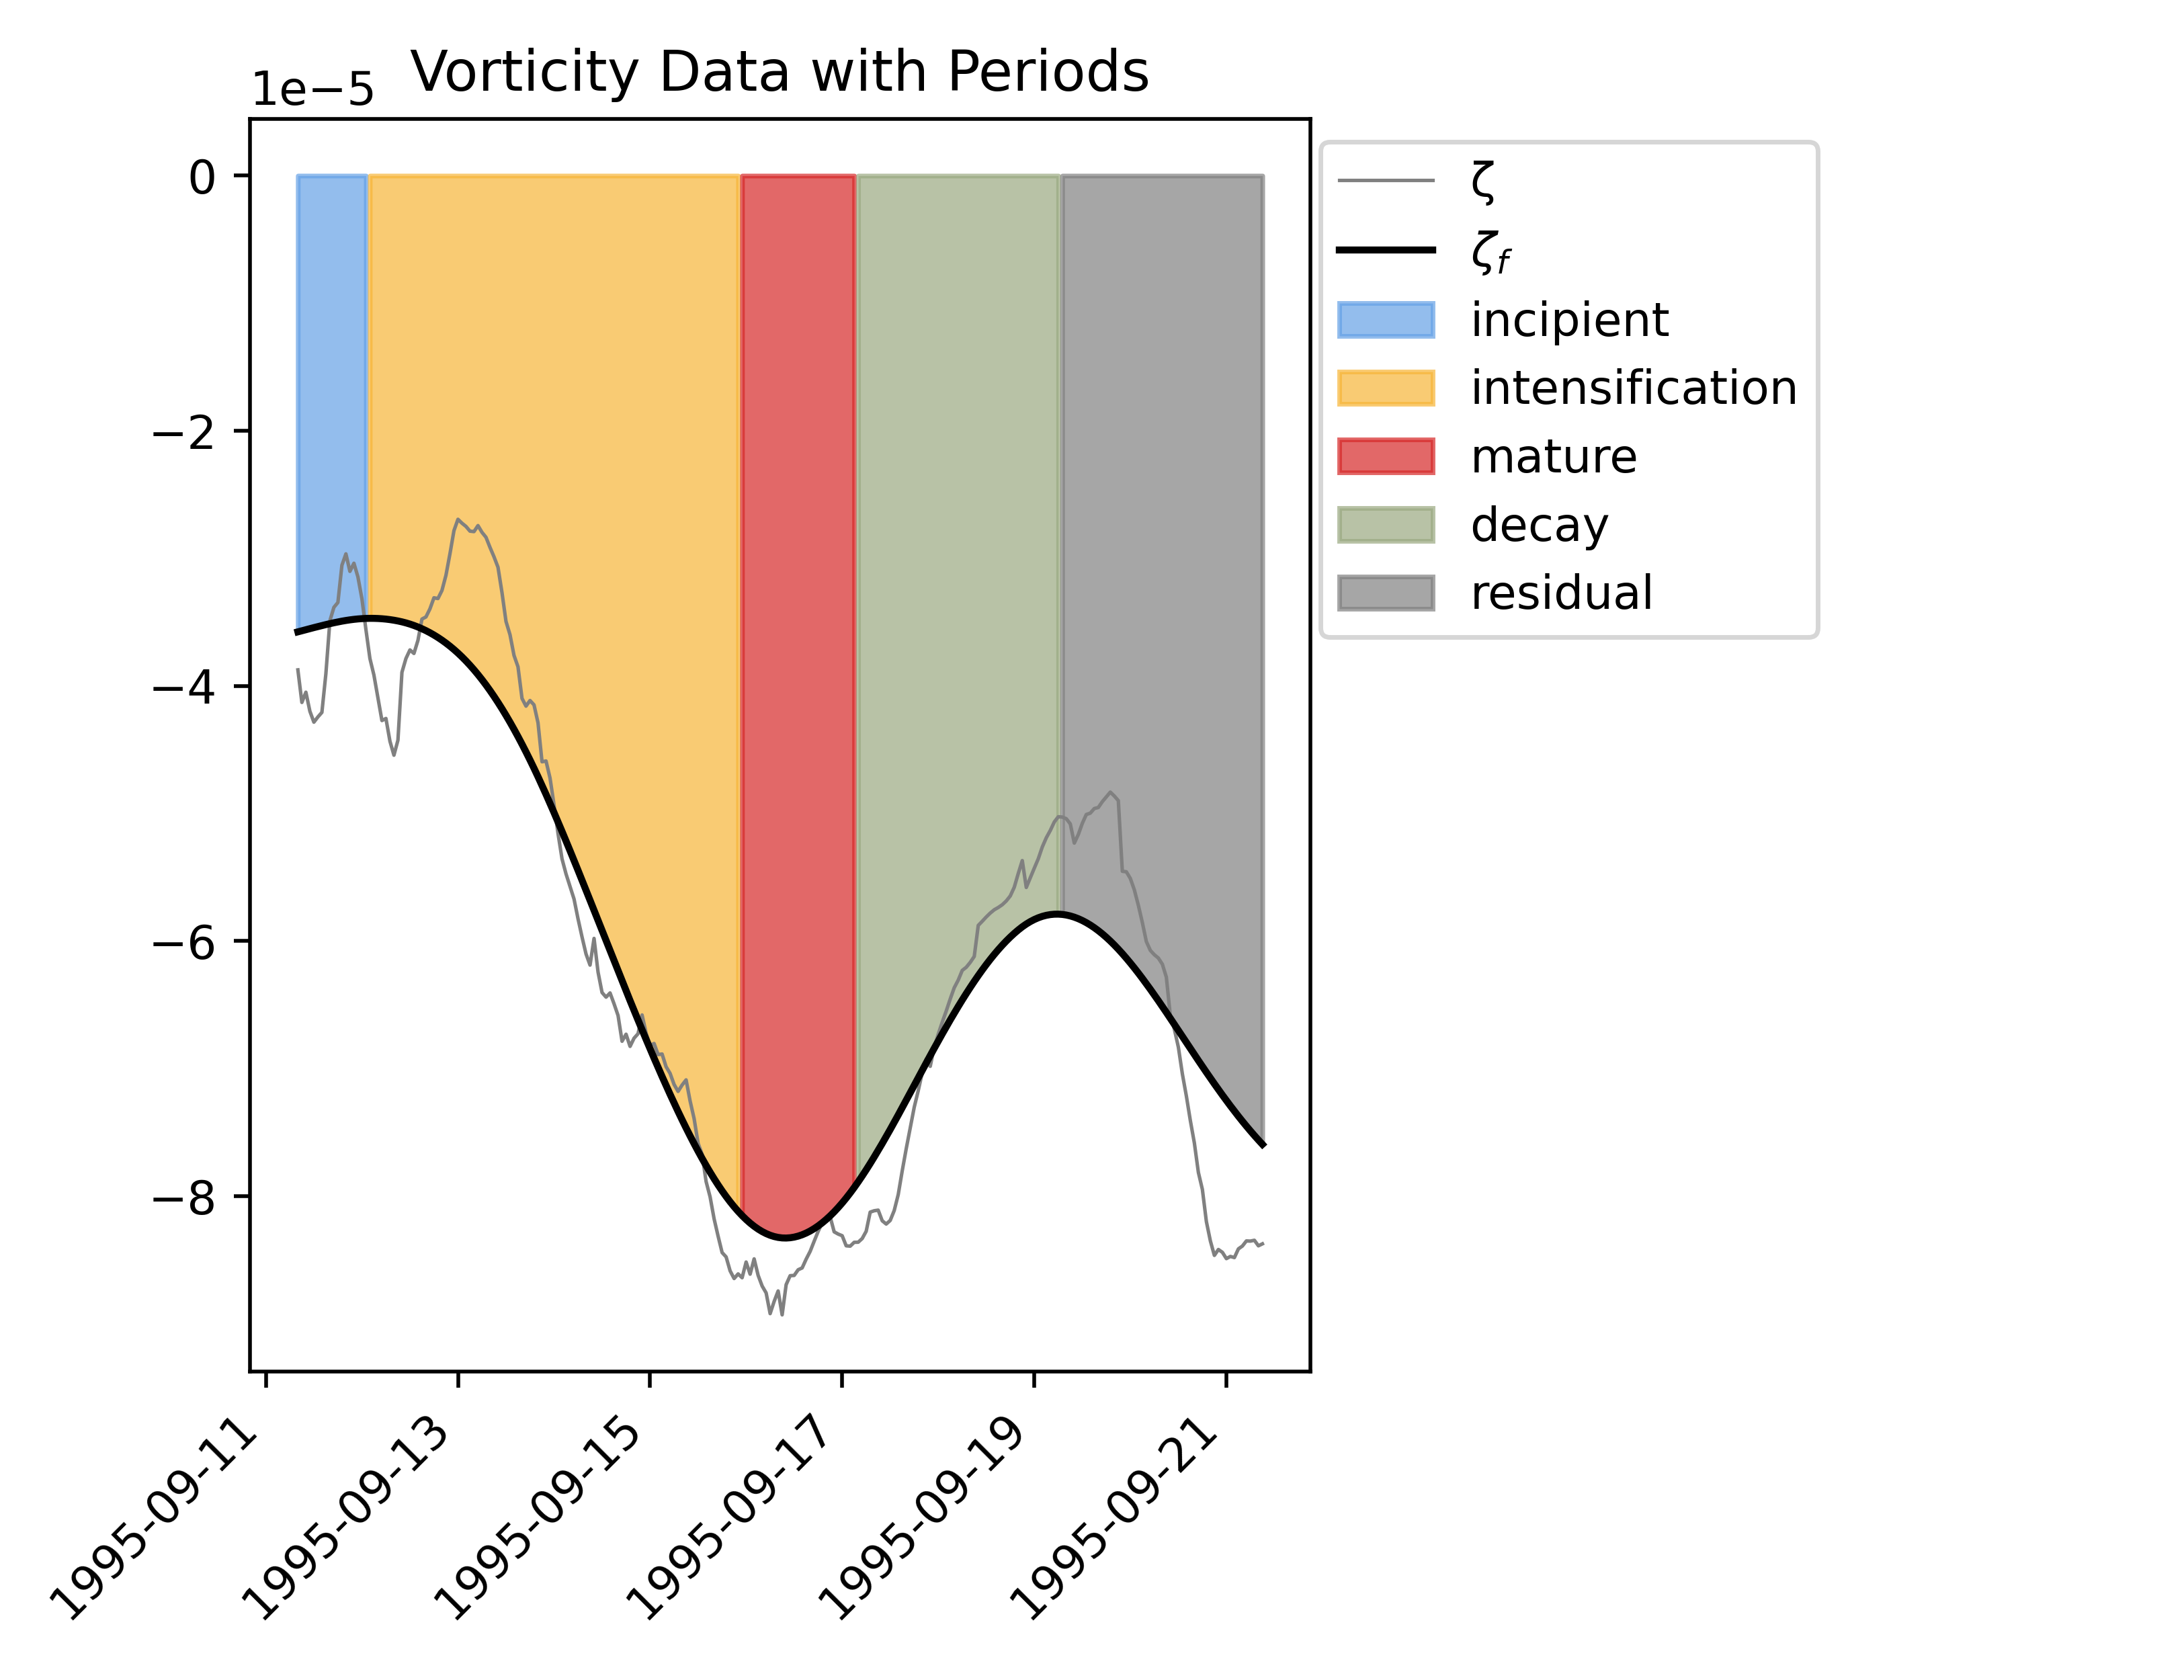 Vorticity Data with Periods
1e−5
0
−2
−4
−6
−8
1995-09-11
1995-09-13
1995-09-15
1995-09-17
1995-09-19
1995-09-21
ζ
ζf
incipient
intensification
mature
decay
residual